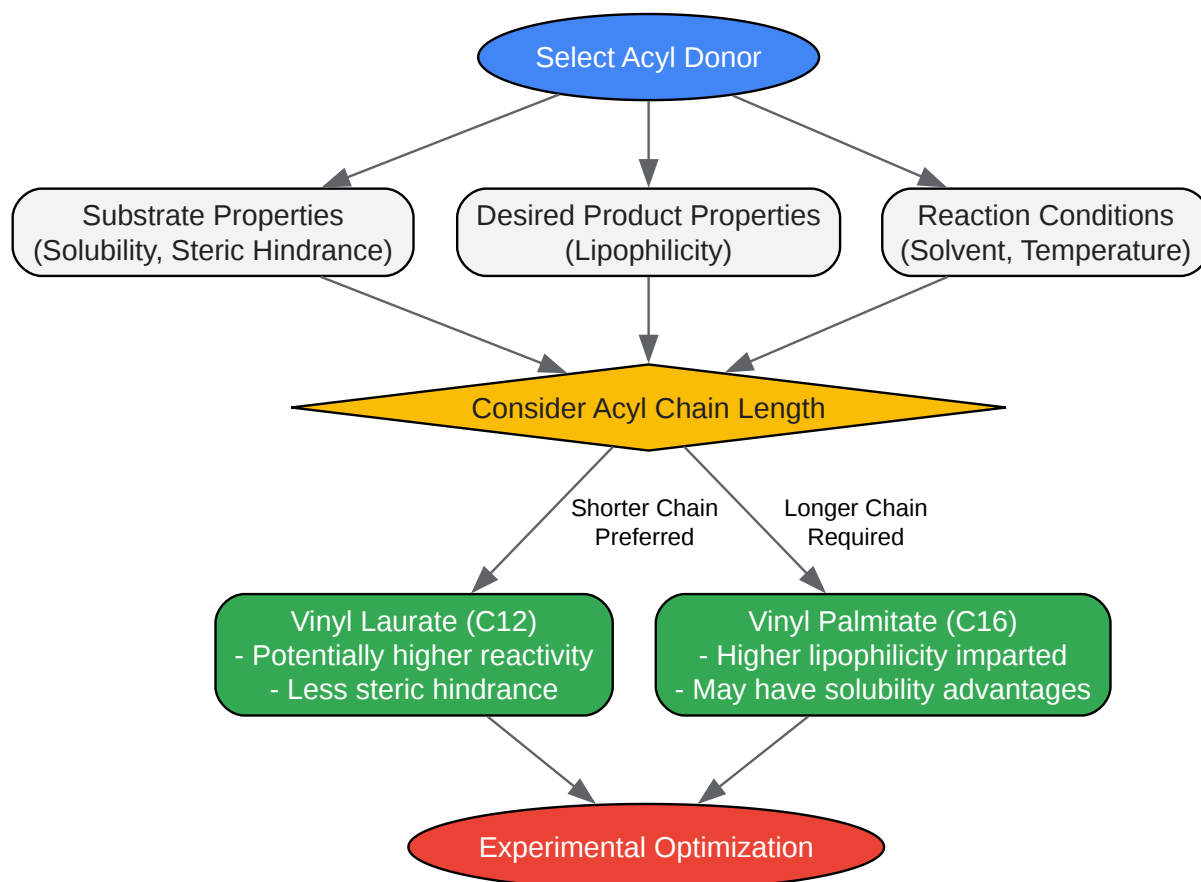 Select Acyl Donor
Substrate Properties
(Solubility, Steric Hindrance)
Desired Product Properties
(Lipophilicity)
Reaction Conditions
(Solvent, Temperature)
Consider Acyl Chain Length
Shorter Chain
Preferred
Longer Chain
Required
Vinyl Laurate (C12)
- Potentially higher reactivity
- Less steric hindrance
Vinyl Palmitate (C16)
- Higher lipophilicity imparted
- May have solubility advantages
Experimental Optimization